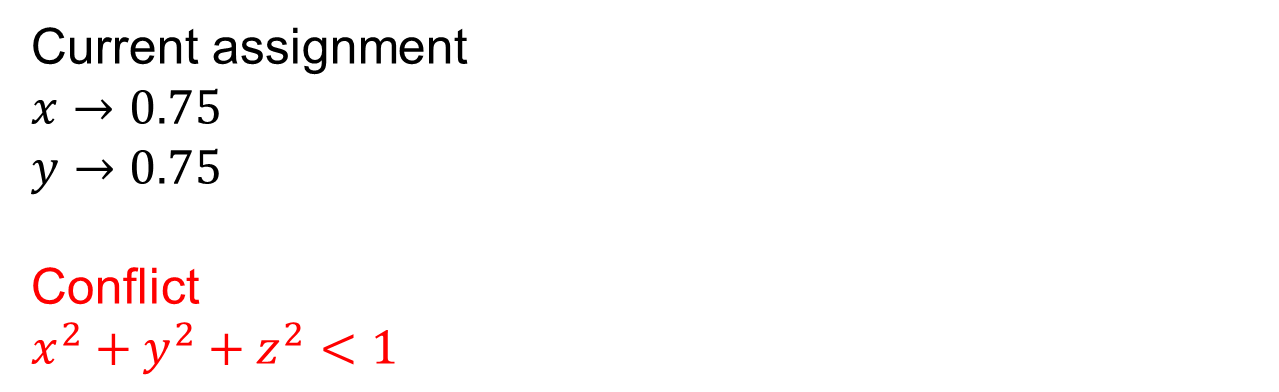 Current assignment
x → 0.75
y → 0.75
Conflict
x² + y² + z² < 1